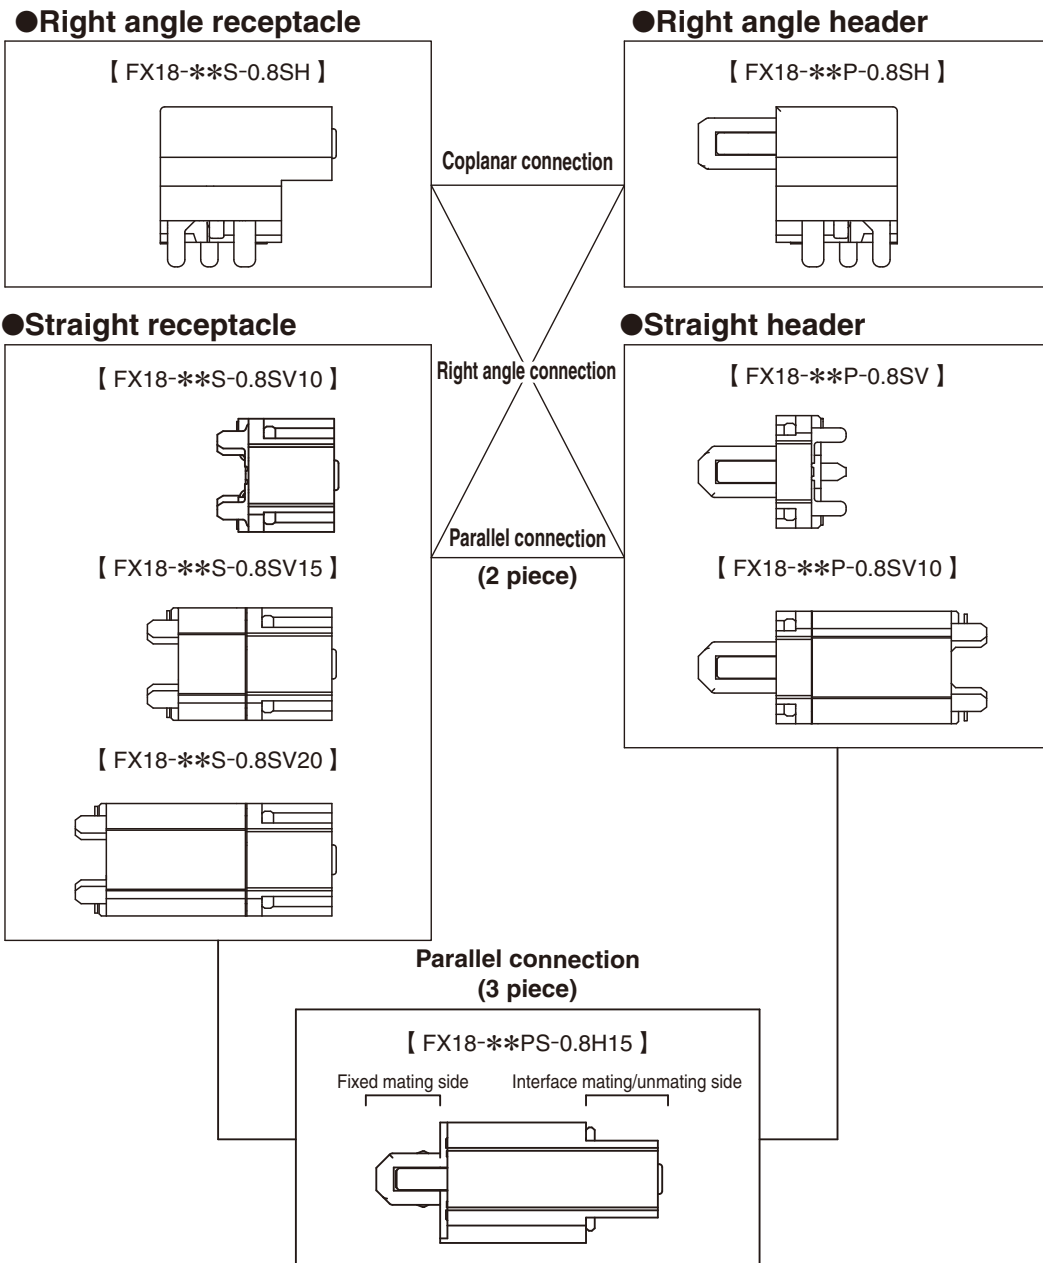 ●Right angle receptacle
●Right angle header
【 FX18-**S-0.8SH 】
【 FX18-**P-0.8SH 】
Coplanar connection
●Straight receptacle
●Straight header
【 FX18-**S-0.8SV10 】
Right angle connection
【 FX18-**P-0.8SV 】
Parallel connection
(2 piece)
【 FX18-**S-0.8SV15 】
【 FX18-**P-0.8SV10 】
【 FX18-**S-0.8SV20 】
Parallel connection
(3 piece)
【 FX18-**PS-0.8H15 】
Fixed mating side
Interface mating/unmating side